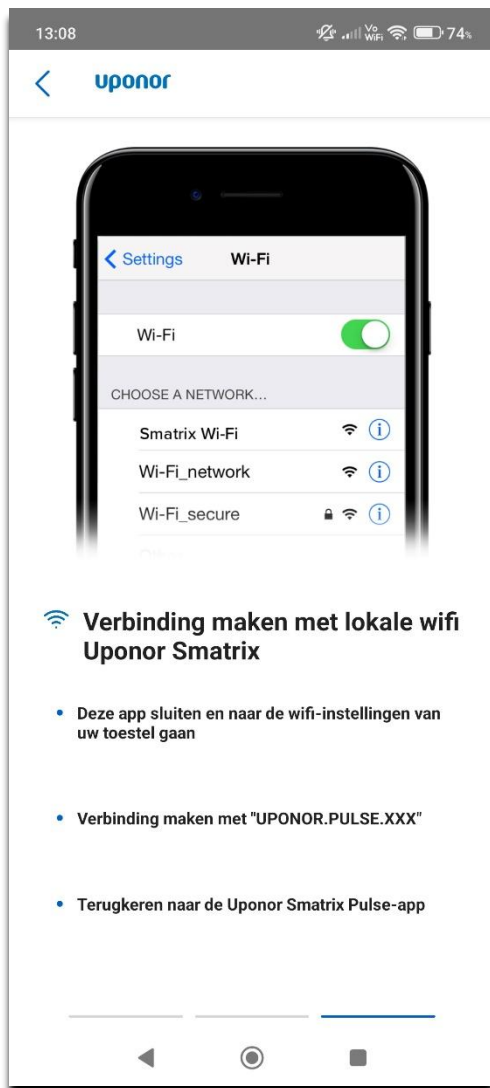 13:08
Vo
WiFi
74%
uponor
Settings
Wi-Fi
Wi-Fi
CHOOSE A NETWORK...
Smatrix Wi-Fi
Wi-Fi_network
Wi-Fi_secure
Verbinding maken met lokale wifi
Uponor Smatrix
• Deze app sluiten en naar de wifi-instellingen van
uw toestel gaan
• Verbinding maken met "UPONOR.PULSE.XXX"
• Terugkeren naar de Uponor Smatrix Pulse-app